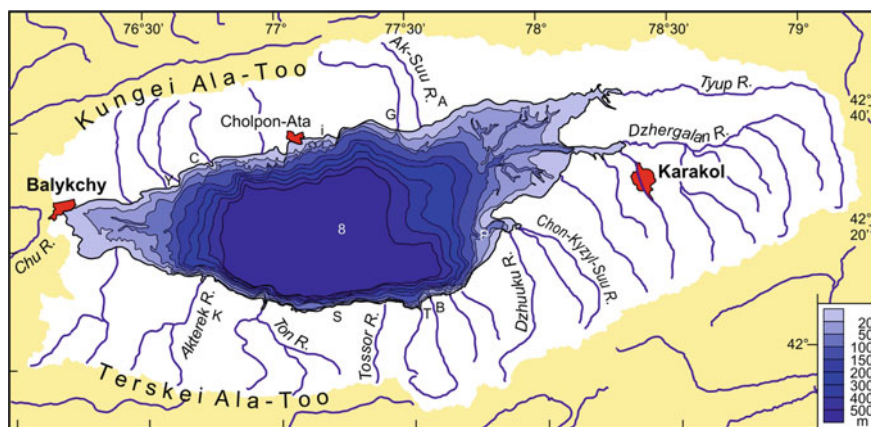 76°30'
77°
77°30'
78°
78°30'
79°
Kungei Ala-Too
Ak-Suu R.
A
G
Tyup R.
42°
40'
Cholpon-Ata
i
Dzhergalan R.
C
Balykchy
Karakol
Chu R.
8
P
42°
20'
Chon-Kyzyl-Suu R.
Dzhuuku R.
Akterek R.
K
Ton R.
S
Tossor R.
T
B
42°
Terskei Ala-Too
20
50
100
200
300
400
500
m